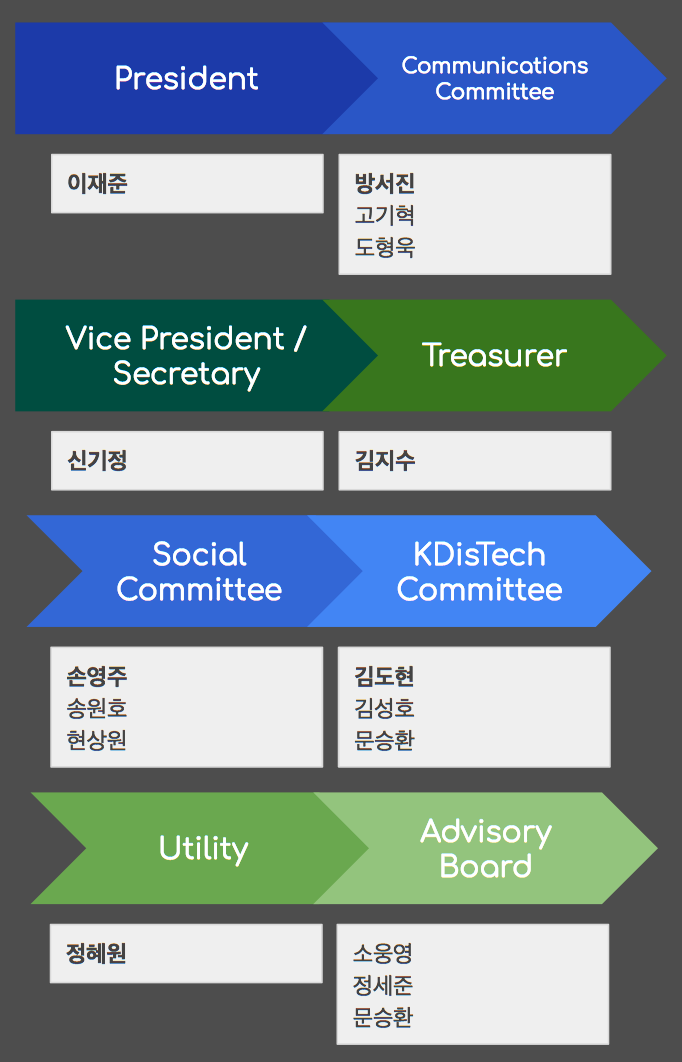 President
Communications
Committee
이재준
방서진
고기혁
도형욱
Vice President /
Secretary
Treasurer
신기정
김지수
Social
Committee
KDisTech
Committee
손영주
송원호
현상원
김도현
김성호
문승환
Utility
Advisory
Board
정혜원
소웅영
정세준
문승환